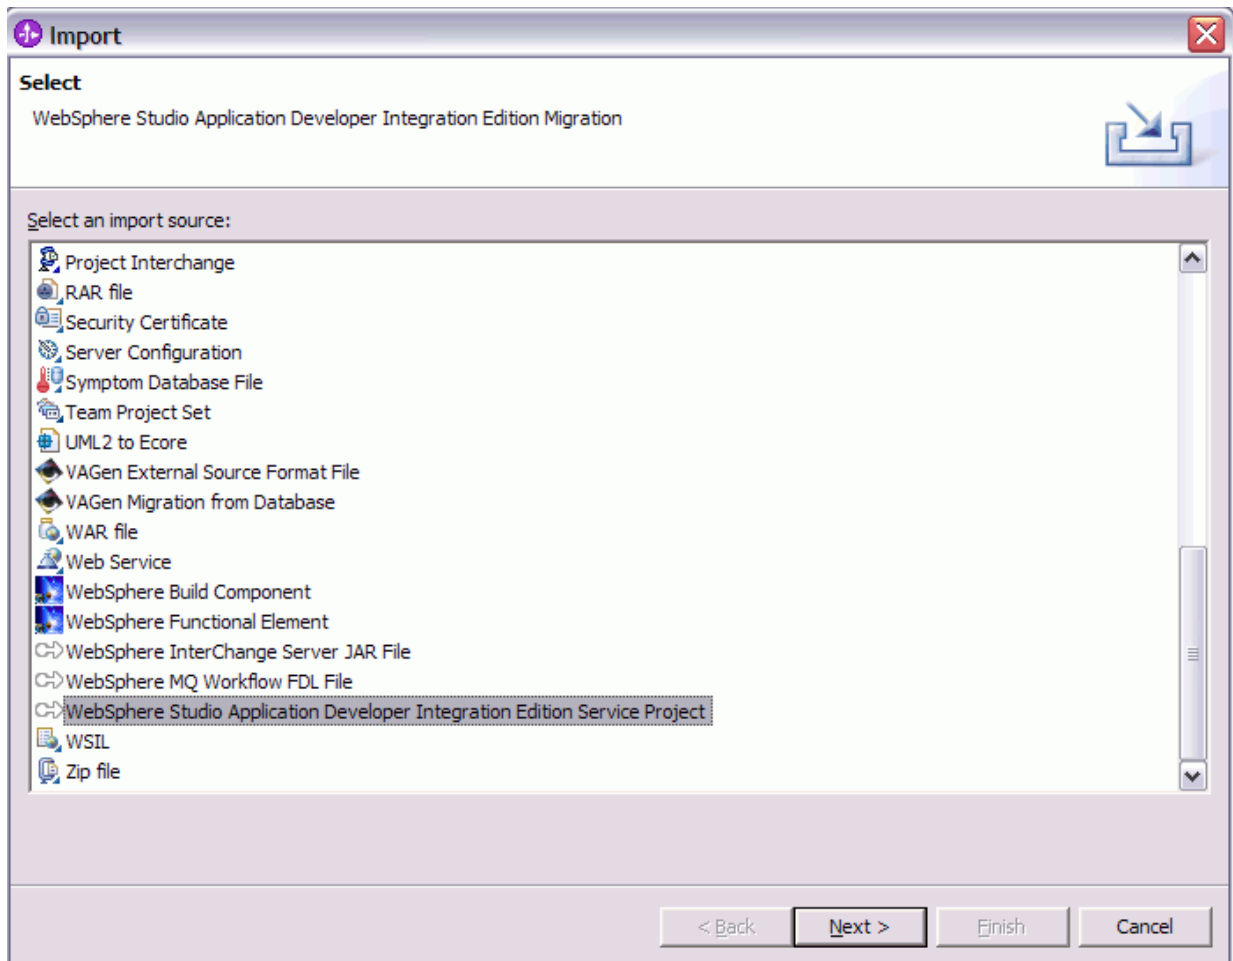 Import
Select
WebSphere Studio Application Developer Integration Edition Migration
Select an import source:
Project Interchange
RAR file
Security Certificate
Server Configuration
Symptom Database File
Team Project Set
UML2 to Ecore
VAGen External Source Format File
VAGen Migration from Database
WAR file
Web Service
WebSphere Build Component
WebSphere Functional Element
WebSphere InterChange Server JAR File
WebSphere MQ Workflow FDL File
WebSphere Studio Application Developer Integration Edition Service Project
WSIL
Zip file
< Back Next > Finish Cancel